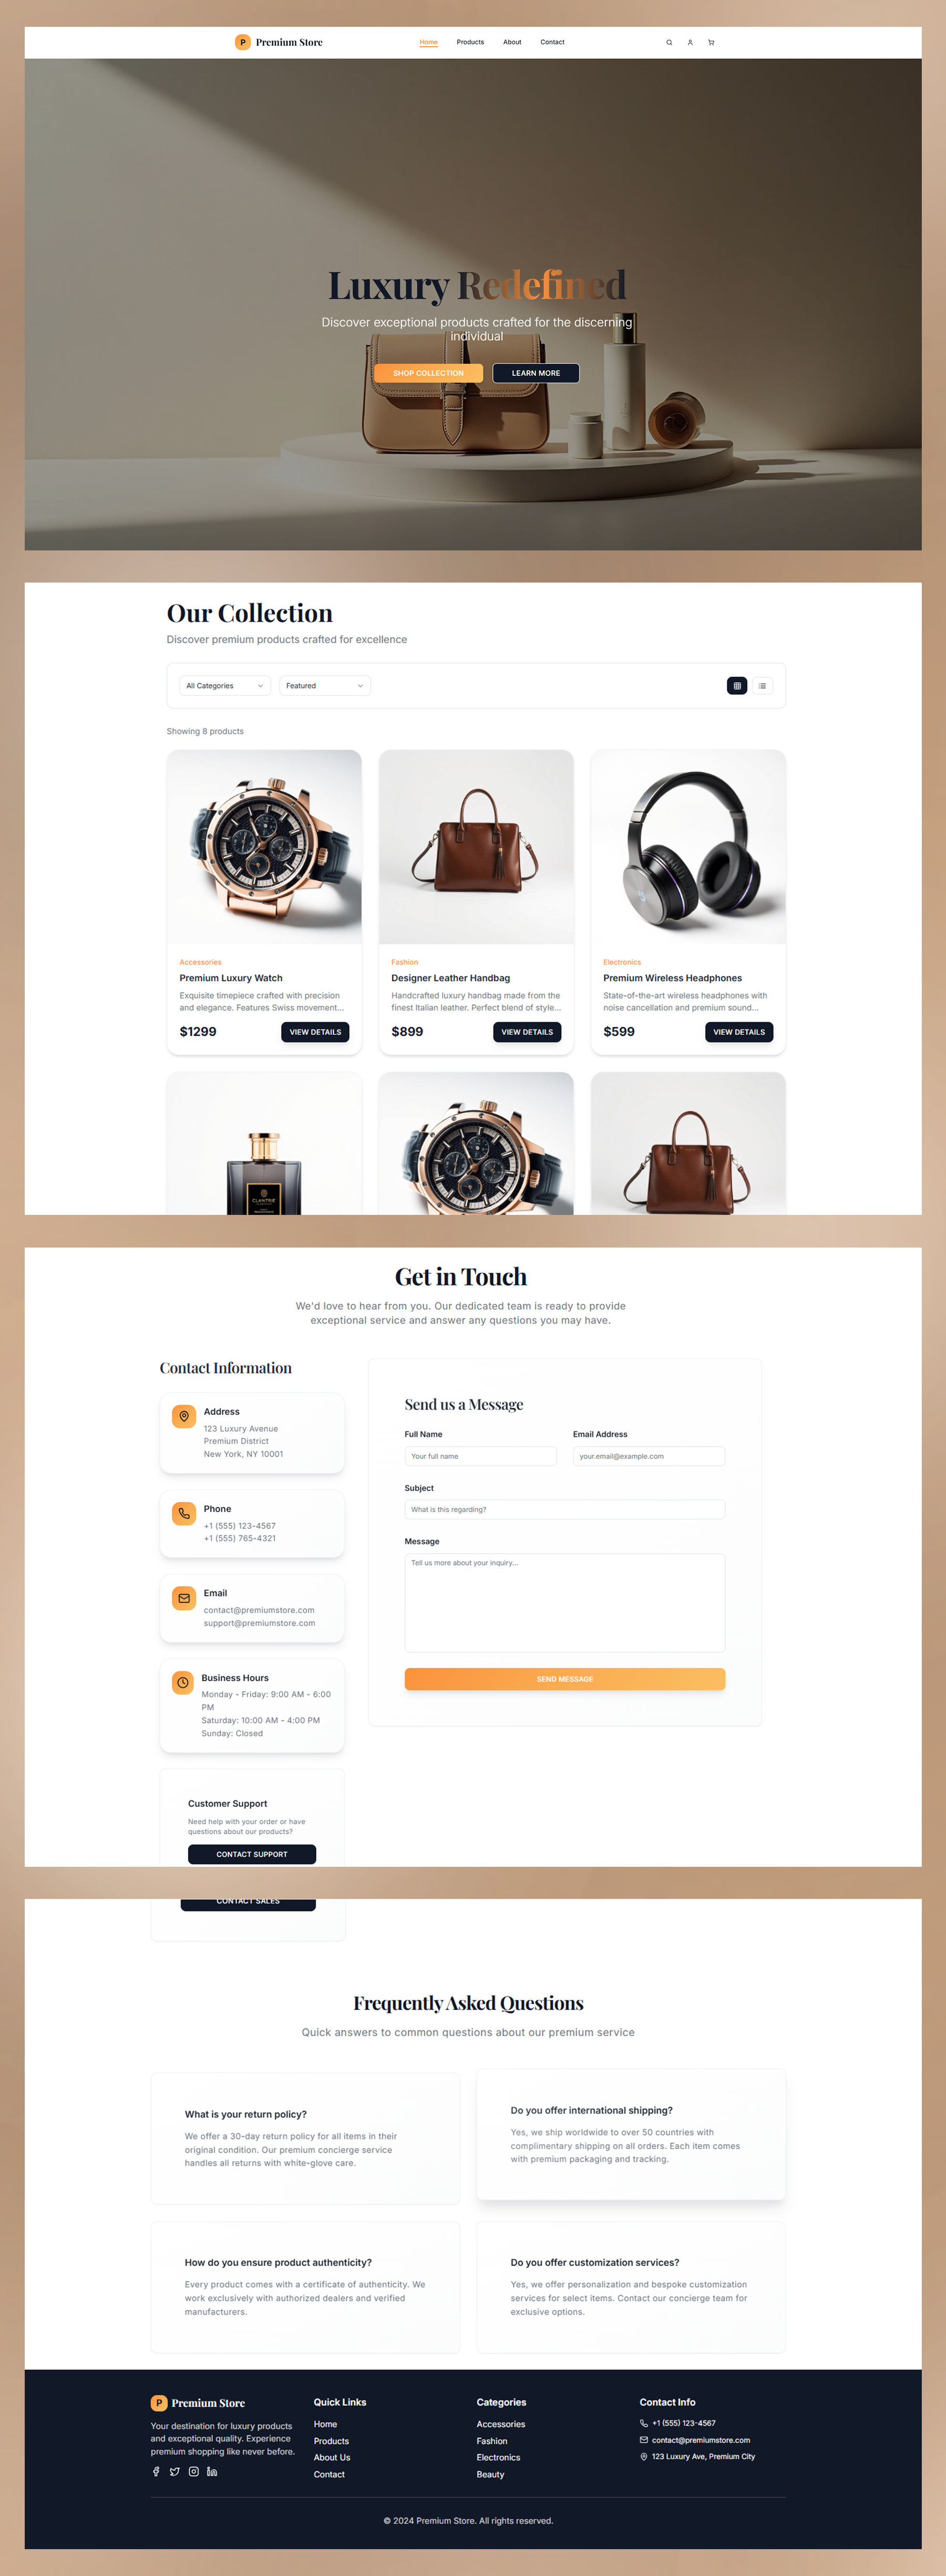 P Premium Store
Home Products About Contact
Luxury Redefined
Discover exceptional products crafted for the discerning
individual
SHOP COLLECTION LEARN MORE
Our Collection
Discover premium products crafted for excellence
All Categories Featured
Showing 8 products
Accessories
Premium Luxury Watch
Exquisite timepiece crafted with precision
and elegance. Features Swiss movement...
$1299 VIEW DETAILS
Fashion
Designer Leather Handbag
Handcrafted luxury handbag made from the
finest Italian leather. Perfect blend of style...
$899 VIEW DETAILS
Electronics
Premium Wireless Headphones
State-of-the-art wireless headphones with
noise cancellation and premium sound...
$599 VIEW DETAILS
CLANTRIE
Get in Touch
We'd love to hear from you. Our dedicated team is ready to provide
exceptional service and answer any questions you may have.
Contact Information
Address
123 Luxury Avenue
Premium District
New York, NY 10001
Phone
+1 (555) 123-4567
+1 (555) 765-4321
Email
contact@premiumstore.com
support@premiumstore.com
Business Hours
Monday - Friday: 9:00 AM - 6:00
PM
Saturday: 10:00 AM - 4:00 PM
Sunday: Closed
Customer Support
Need help with your order or have
questions about our products?
CONTACT SUPPORT
Send us a Message
Full Name Email Address
Your full name your.email@example.com
Subject
What is this regarding?
Message
Tell us more about your inquiry...
SEND MESSAGE
CONTACT SALES
Frequently Asked Questions
Quick answers to common questions about our premium service
What is your return policy?
We offer a 30-day return policy for all items in their
original condition. Our premium concierge service
handles all returns with white-glove care.
Do you offer international shipping?
Yes, we ship worldwide to over 50 countries with
complimentary shipping on all orders. Each item comes
with premium packaging and tracking.
How do you ensure product authenticity?
Every product comes with a certificate of authenticity. We
work exclusively with authorized dealers and verified
manufacturers.
Do you offer customization services?
Yes, we offer personalization and bespoke customization
services for select items. Contact our concierge team for
exclusive options.
P Premium Store
Your destination for luxury products
and exceptional quality. Experience
premium shopping like never before.
Quick Links
Home
Products
About Us
Contact
Categories
Accessories
Fashion
Electronics
Beauty
Contact Info
+1 (555) 123-4567
contact@premiumstore.com
123 Luxury Ave, Premium City
© 2024 Premium Store. All rights reserved.